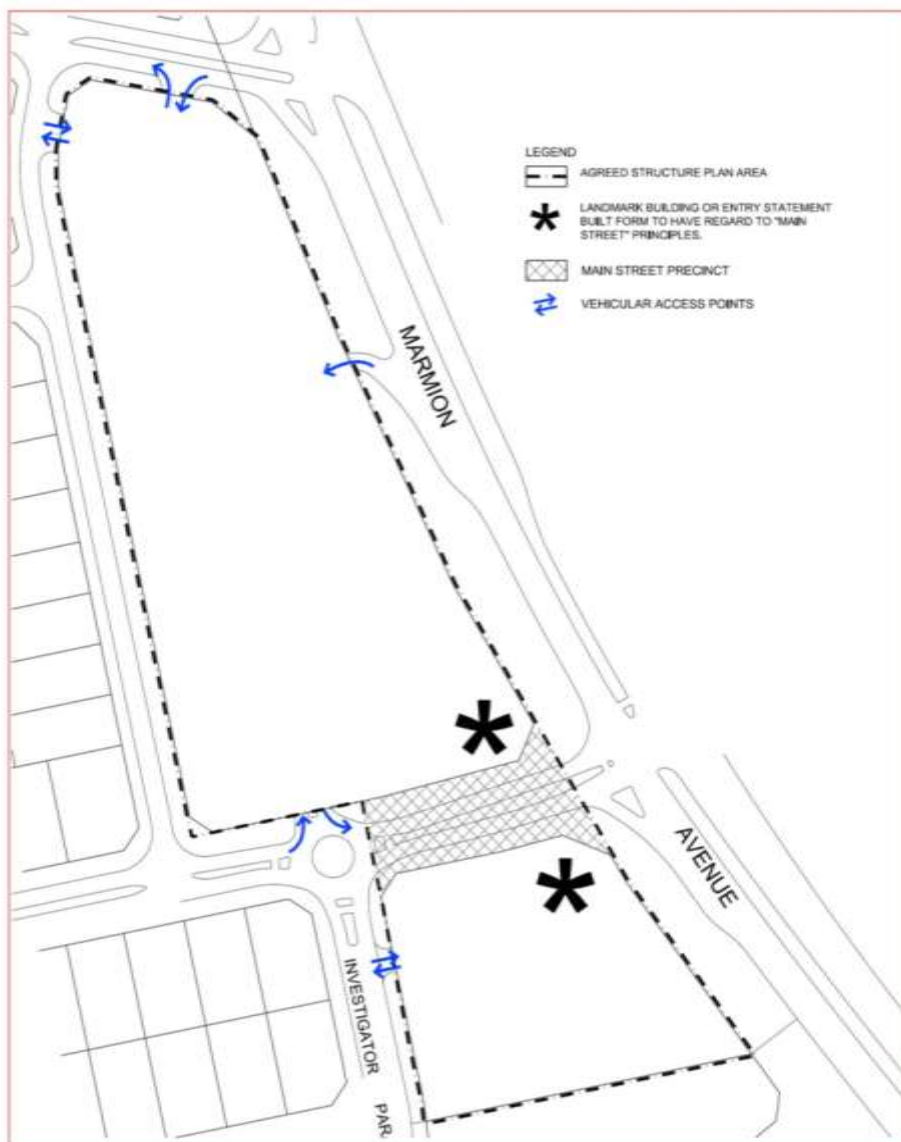 LEGEND
AGREED STRUCTURE PLAN AREA
LANDMARK BUILDING OR ENTRY STATEMENT
BUILT FORM TO HAVE REGARD TO "MAIN
STREET" PRINCIPLES.
MAIN STREET PRECINCT
VEHICULAR ACCESS POINTS
MARMION
AVENUE
INVESTIGATOR
PAR.